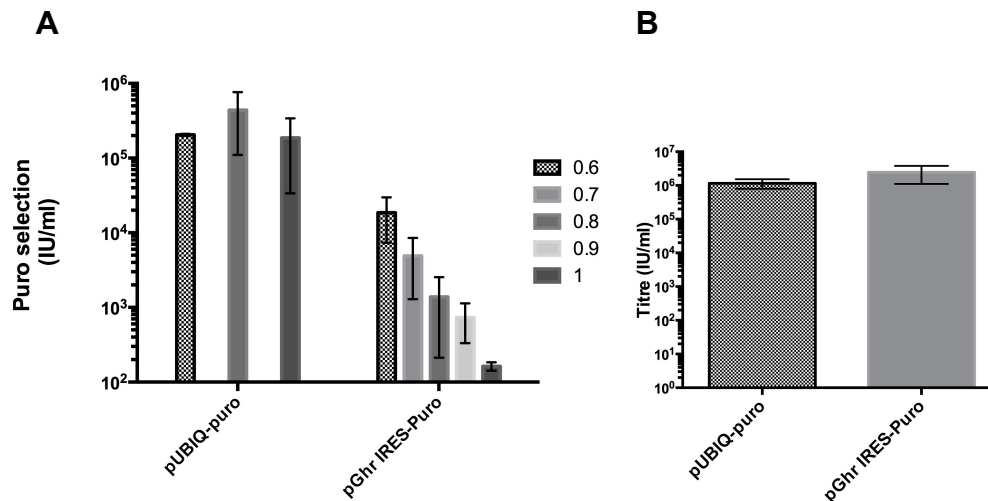 A
B
Puro selection
(IU/ml)
10⁶
10⁵
10⁴
10³
10²
pUBIQ-puro
pGhr IRES-Puro
0.6
0.7
0.8
0.9
1
Titre (IU/ml)
10⁷
10⁶
10⁵
10⁴
10³
10²
10¹
10⁰
pUBIQ-puro
pGhr IRES-Puro